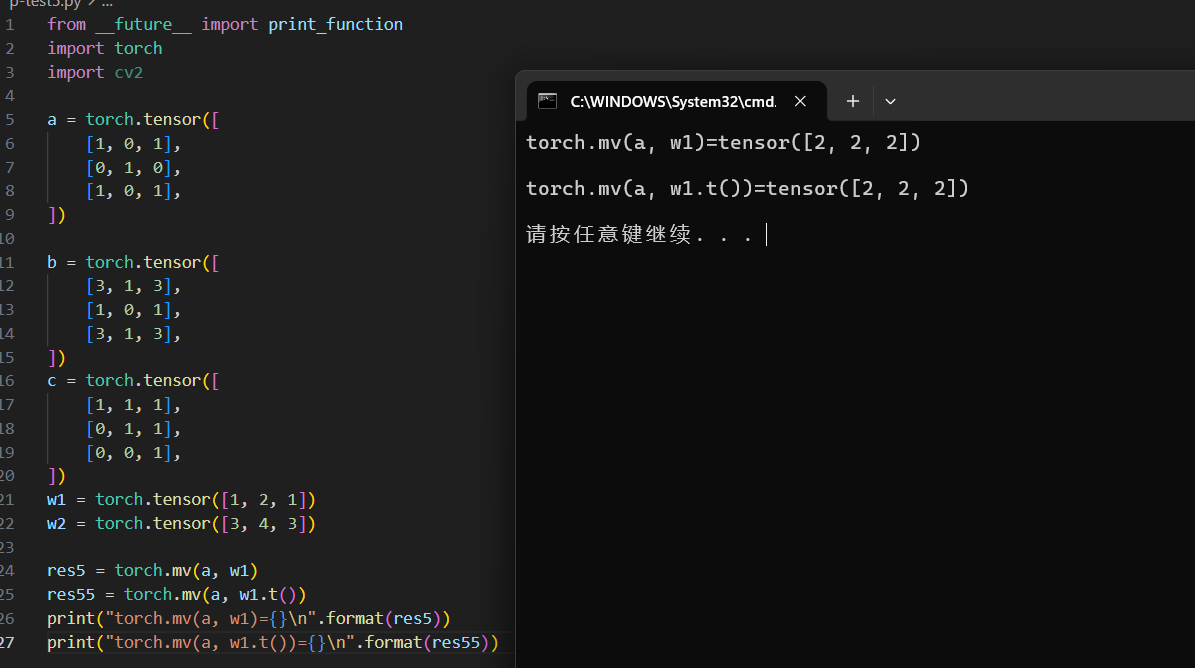 p-test5.py > ...
1 from __future__ import print_function
2 import torch
3 import cv2
4
5 a = torch.tensor([
6 [1, 0, 1],
7 [0, 1, 0],
8 [1, 0, 1],
9 ])
10
11 b = torch.tensor([
12 [3, 1, 3],
13 [1, 0, 1],
14 [3, 1, 3],
15 ])
16 c = torch.tensor([
17 [1, 1, 1],
18 [0, 1, 1],
19 [0, 0, 1],
20 ])
21 w1 = torch.tensor([1, 2, 1])
22 w2 = torch.tensor([3, 4, 3])
23
24 res5 = torch.mv(a, w1)
25 res55 = torch.mv(a, w1.t())
26 print("torch.mv(a, w1)={}\n".format(res5))
27 print("torch.mv(a, w1.t())={}\n".format(res55))
C:\WINDOWS\System32\cmd.
torch.mv(a, w1)=tensor([2, 2, 2])
torch.mv(a, w1.t())=tensor([2, 2, 2])
请按任意键继续. . .